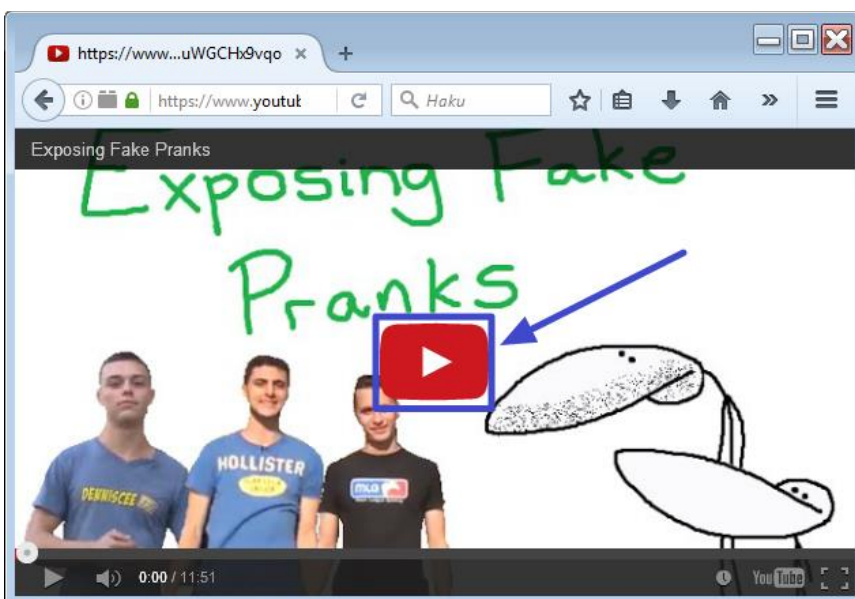 https://www...uWGCHx9vqo
https://www.youtub
Haku
Exposing Fake Pranks
Exposing Fake
Pranks
DENNISCEE
HOLLISTER
MLG
0:00 / 11:51
YouTube